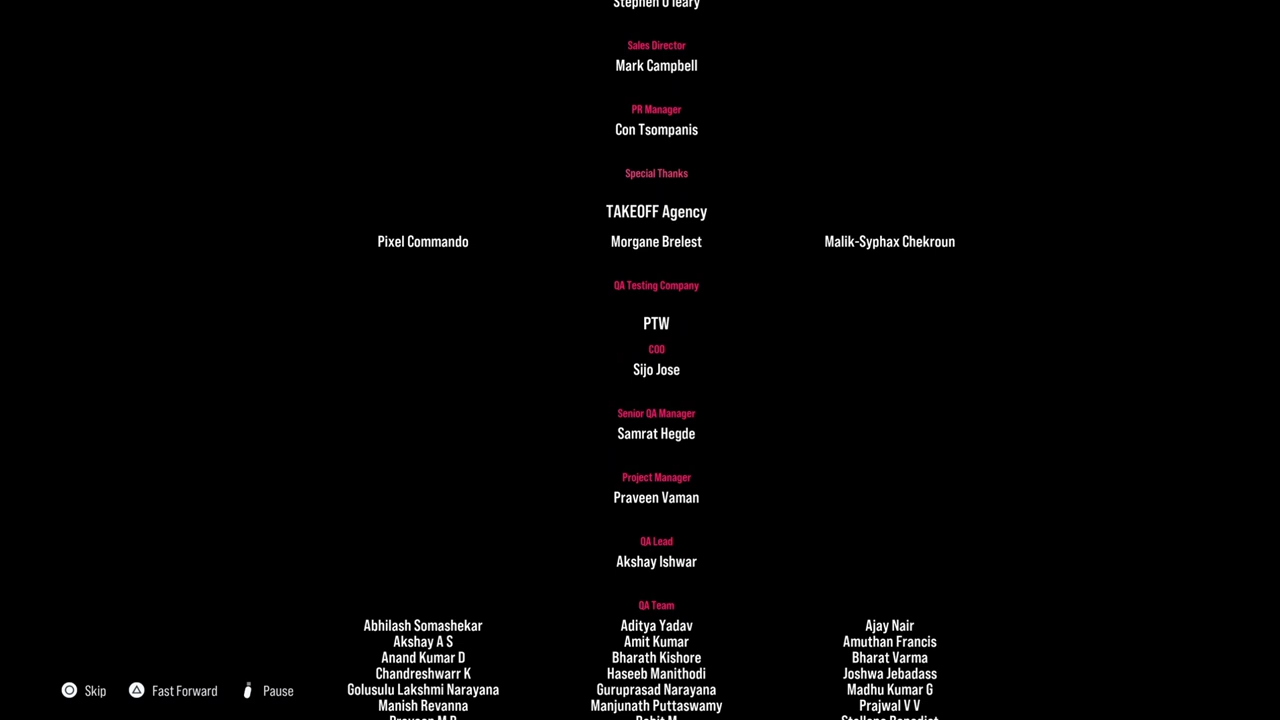 Stephen O'leary
Sales Director
Mark Campbell
PR Manager
Con Tsompanis
Special Thanks
TAKEOFF Agency
Pixel Commando Morgane Brelest Malik-Syphax Chekroun
QA Testing Company
PTW
COO
Sijo Jose
Senior QA Manager
Samrat Hegde
Project Manager
Praveen Vaman
QA Lead
Akshay Ishwar
QA Team
Abhilash Somashekar Aditya Yadav Ajay Nair
Akshay A S Amit Kumar Amuthan Francis
Anand Kumar D Bharath Kishore Bharat Varma
Chandreshwarr K Haseeb Manithodi Joshwa Jebadass
Golusulu Lakshmi Narayana Guruprasad Narayana Madhu Kumar G
Manish Revanna Manjunath Puttaswamy Prajwal V V
Skip Fast Forward Pause